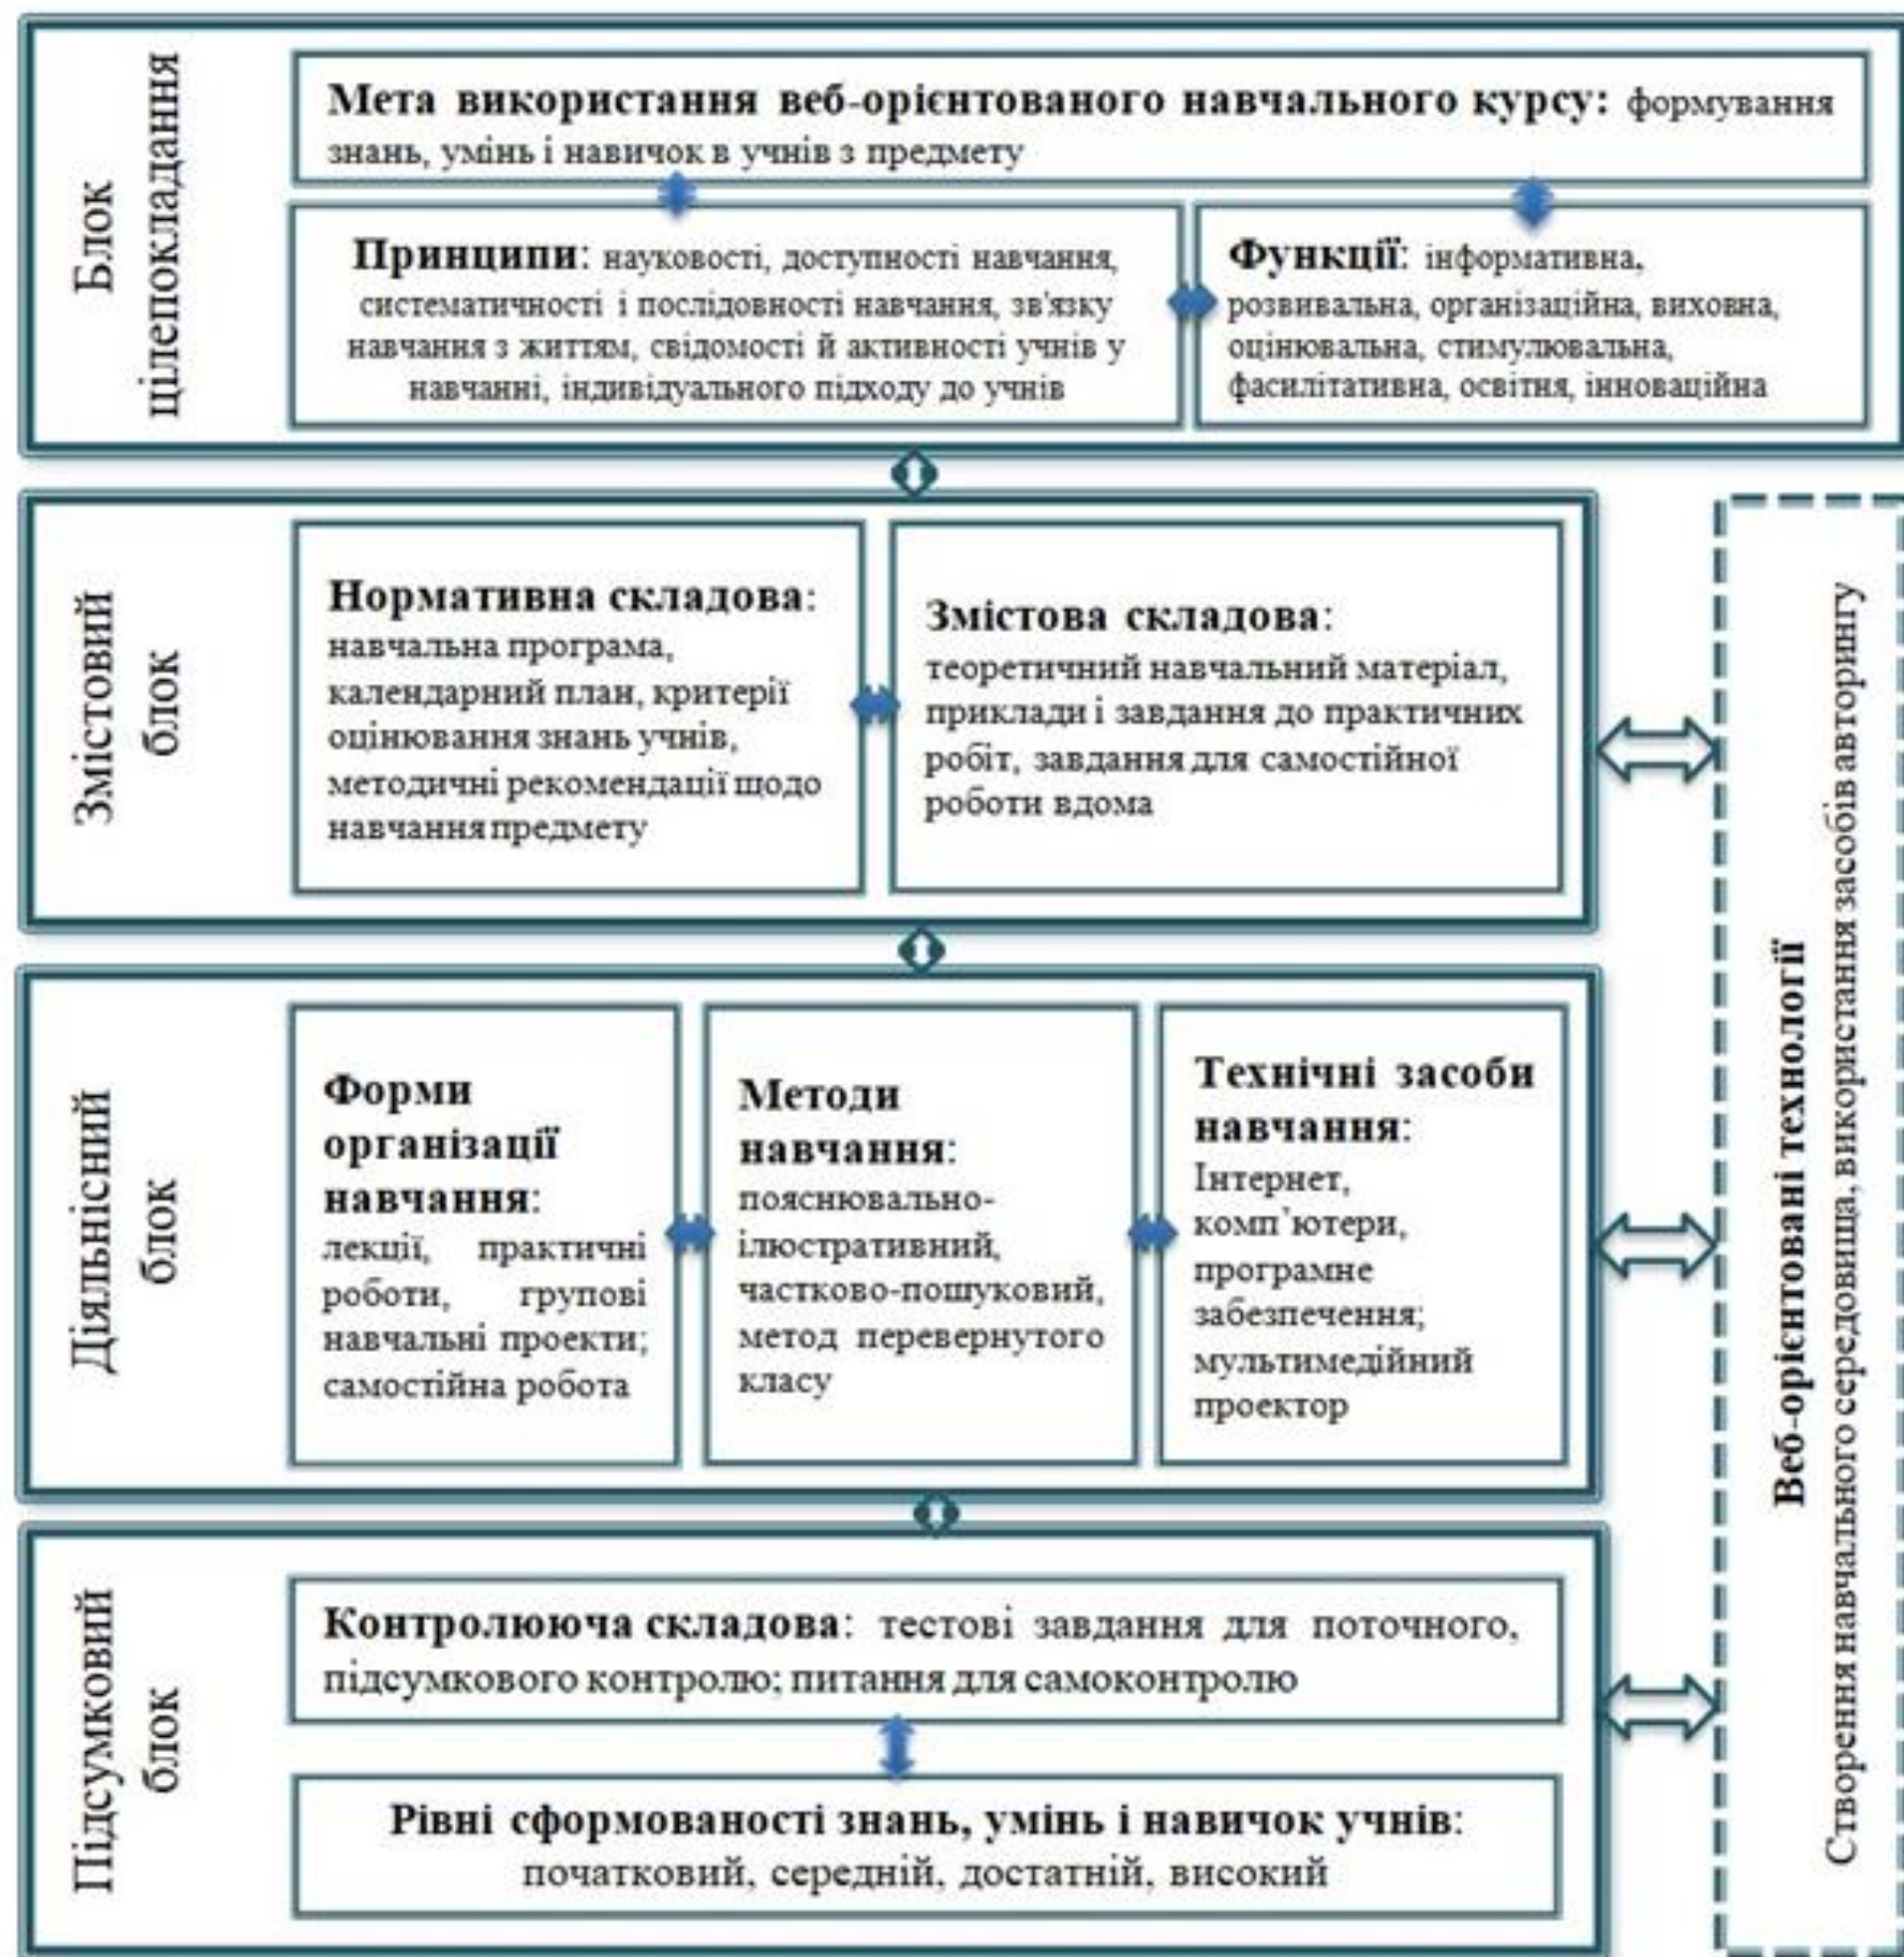 Блок
цілепокладання
Мета використання веб-орієнтованого навчального курсу: формування
знань, умінь і навичок в учнів з предмету
Принципи: науковості, доступності навчання,
систематичності і послідовності навчання, зв'язку
навчання з життям, свідомості й активності учнів у
навчанні, індивідуального підходу до учнів
Функції: інформативна,
розвивальна, організаційна, виховна,
оцінювальна, стимулювальна,
фасилітативна, освітня, інноваційна
Змістовий
блок
Нормативна складова:
навчальна програма,
календарний план, критерії
оцінювання знань учнів,
методичні рекомендації щодо
навчання предмету
Змістова складова:
теоретичний навчальний матеріал,
приклади і завдання до практичних
робіт, завдання для самостійної
роботи вдома
Діяльнісний
блок
Форми
організації
навчання:
лекції, практичні
роботи, групові
навчальні проекти;
самостійна робота
Методи
навчання:
пояснювально-
ілюстративний,
частково-пошуковий,
метод перевернутого
класу
Технічні засоби
навчання:
Інтернет,
комп'ютери,
програмне
забезпечення;
мультимедійний
проектор
Підсумковий
блок
Контролююча складова: тестові завдання для поточного,
підсумкового контролю; питання для самоконтролю
Рівні сформованості знань, умінь і навичок учнів:
початковий, середній, достатній, високий
Веб-орієнтовані технології
Створення навчального середовища, використання засобів авторингу